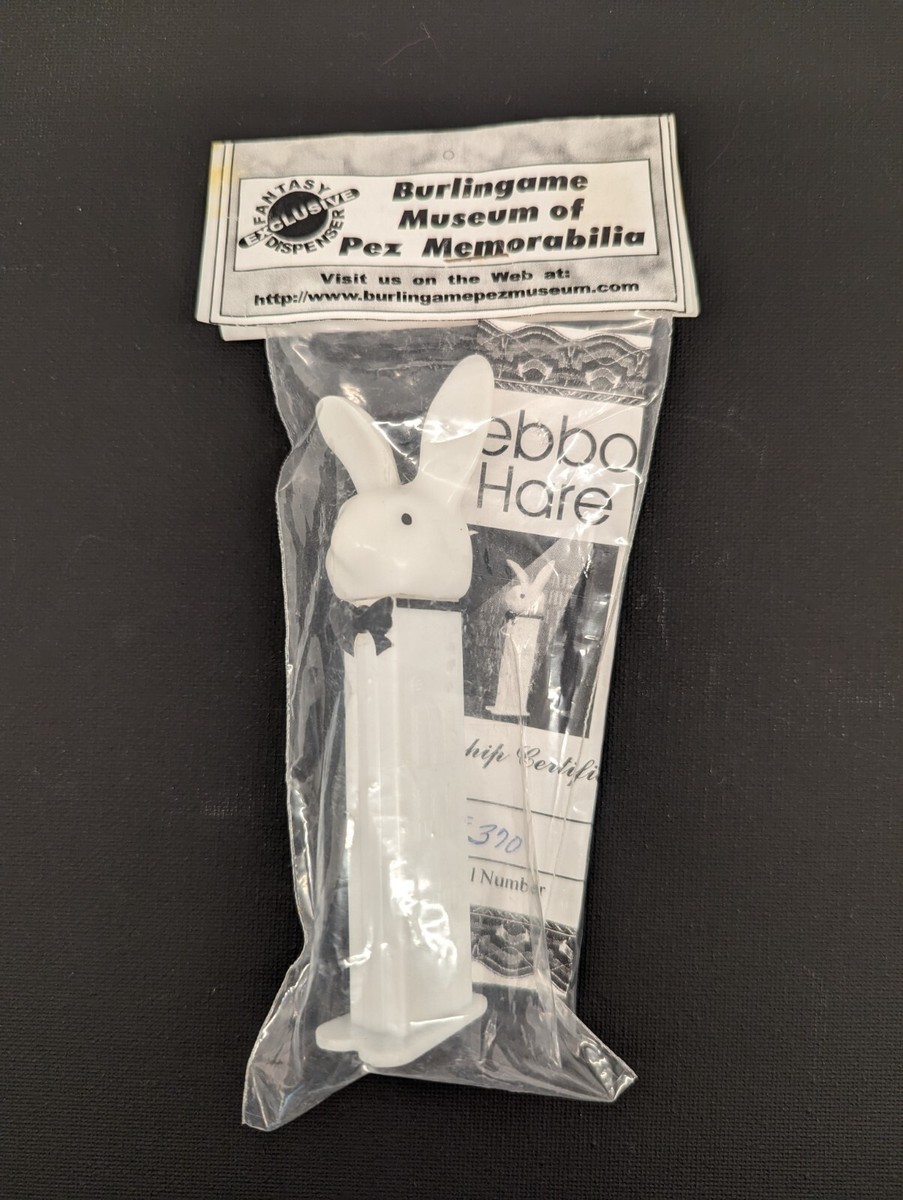 FANTASY
EXCLUSIVE
DISPENSER
Burlingame
Museum of
Pez Memorabilia
Visit us on the Web at:
http://www.burlingamepezmuseum.com
ebbo
Hare
hip Certifi
370
l Number